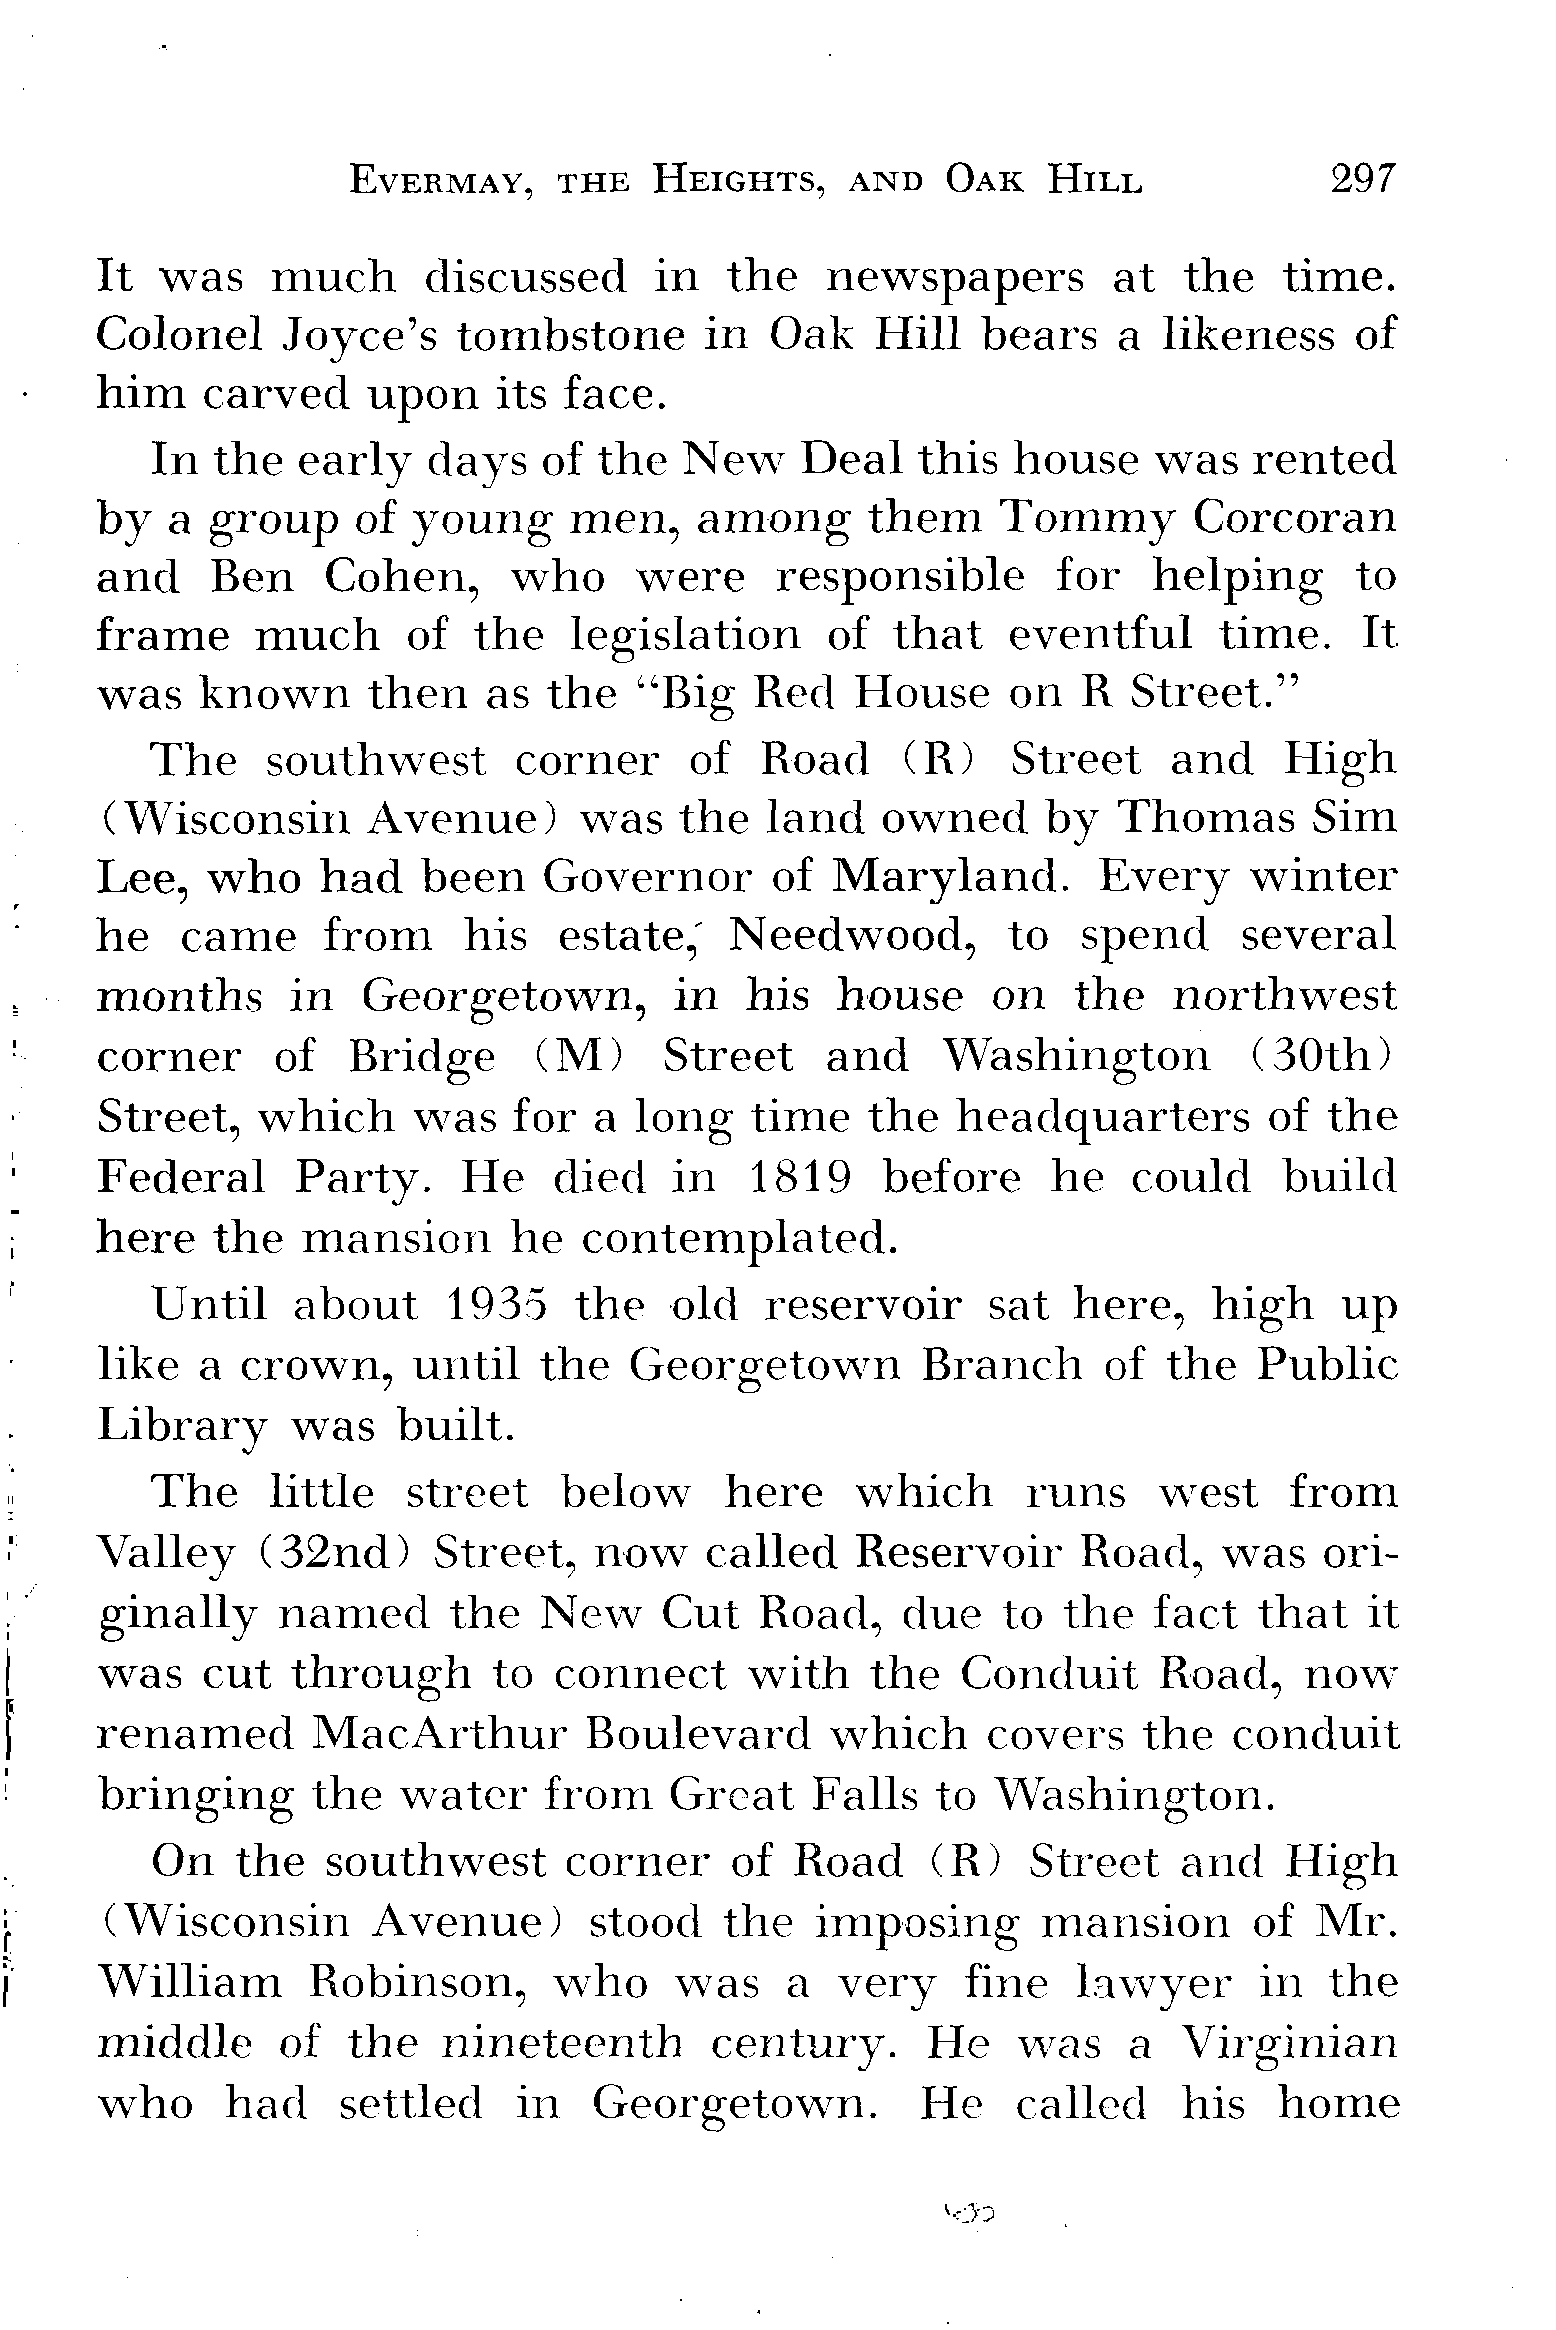 EVERMAY, THE HEIGHTS, AND OAK HILL 297
It was much discussed in the newspapers at the time.
Colonel Joyce's tombstone in Oak Hill bears a likeness of
him carved upon its face.
In the early days of the New Deal this house was rented
by a group of young men, among them Tommy Corcoran
and Ben Cohen, who were responsible for helping to
frame much of the legislation of that eventful time. It
was known then as the “Big Red House on R Street.”
The southwest corner of Road (R) Street and High
(Wisconsin Avenue) was the land owned by Thomas Sim
Lee, who had been Governor of Maryland. Every winter
he came from his estate, Needwood, to spend several
months in Georgetown, in his house on the northwest
corner of Bridge (M) Street and Washington (30th)
Street, which was for a long time the headquarters of the
Federal Party. He died in 1819 before he could build
here the mansion he contemplated.
Until about 1935 the old reservoir sat here, high up
like a crown, until the Georgetown Branch of the Public
Library was built.
The little street below here which runs west from
Valley (32nd) Street, now called Reservoir Road, was ori-
ginally named the New Cut Road, due to the fact that it
was cut through to connect with the Conduit Road, now
renamed MacArthur Boulevard which covers the conduit
bringing the water from Great Falls to Washington.
On the southwest corner of Road (R) Street and High
(Wisconsin Avenue) stood the imposing mansion of Mr.
William Robinson, who was a very fine lawyer in the
middle of the nineteenth century. He was a Virginian
who had settled in Georgetown. He called his home